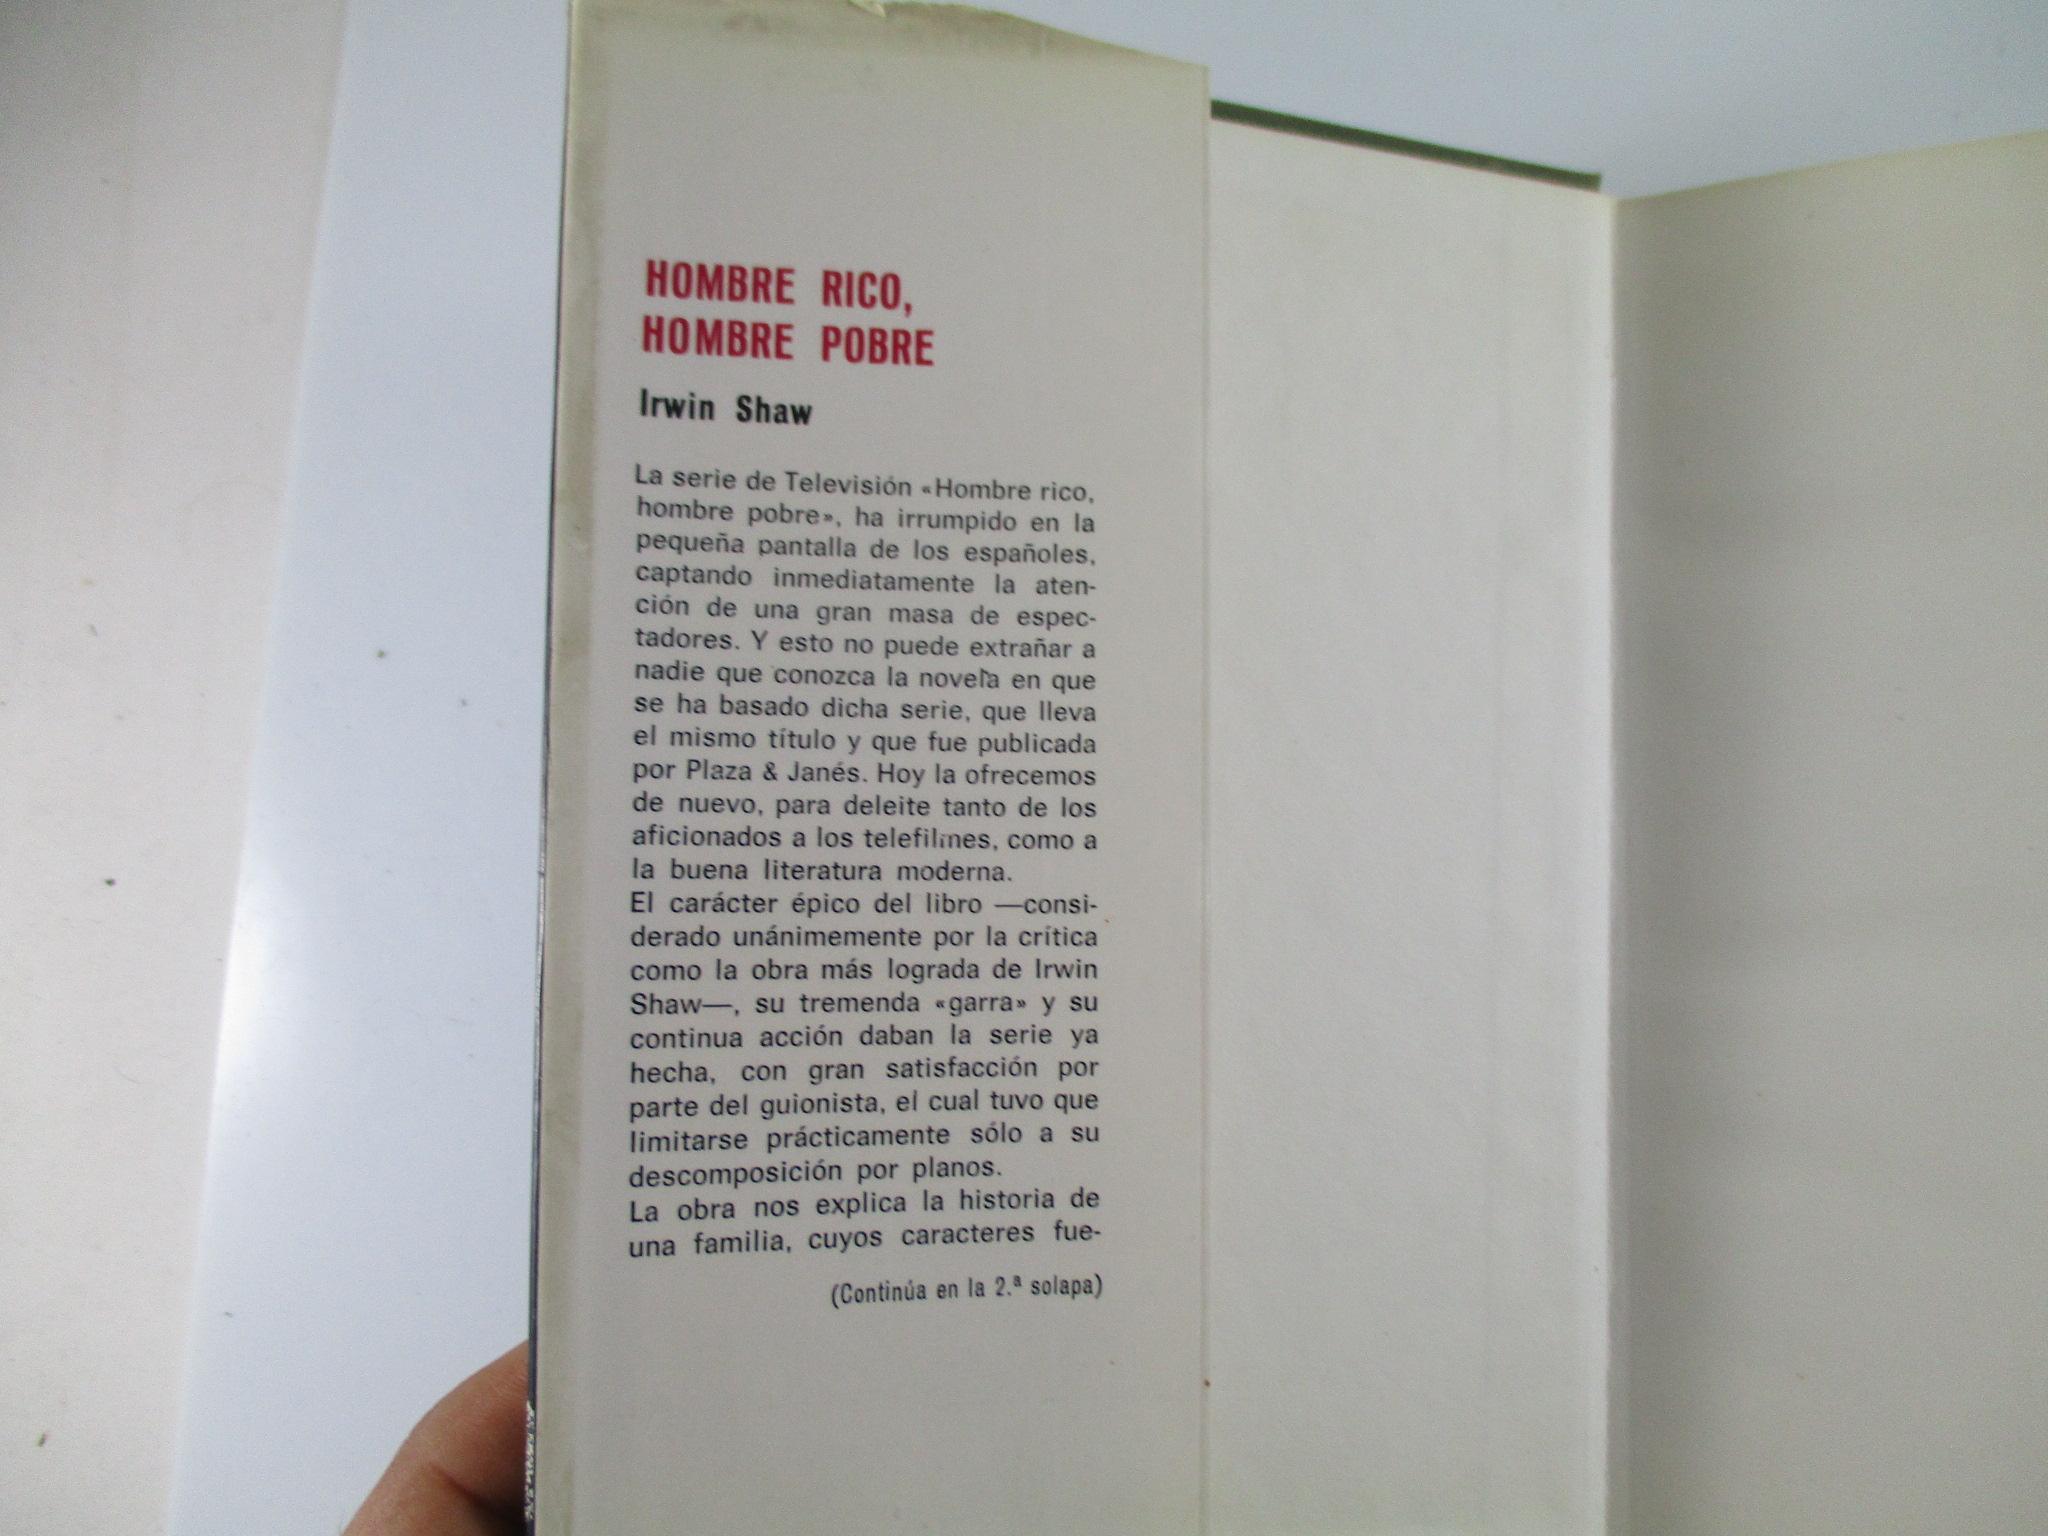 HOMBRE RICO,
HOMBRE POBRE
Irwin Shaw
La serie de Televisión «Hombre rico,
hombre pobre», ha irrumpido en la
pequeña pantalla de los españoles,
captando inmediatamente la aten-
ción de una gran masa de espec-
tadores. Y esto no puede extrañar a
nadie que conozca la novela en que
se ha basado dicha serie, que lleva
el mismo título y que fue publicada
por Plaza & Janés. Hoy la ofrecemos
de nuevo, para deleite tanto de los
aficionados a los telefilmes, como a
la buena literatura moderna.
El carácter épico del libro —consi-
derado unánimemente por la crítica
como la obra más lograda de Irwin
Shaw—, su tremenda «garra» y su
continua acción daban la serie ya
hecha, con gran satisfacción por
parte del guionista, el cual tuvo que
limitarse prácticamente sólo a su
descomposición por planos.
La obra nos explica la historia de
una familia, cuyos caracteres fue-
(Continúa en la 2.ª solapa)